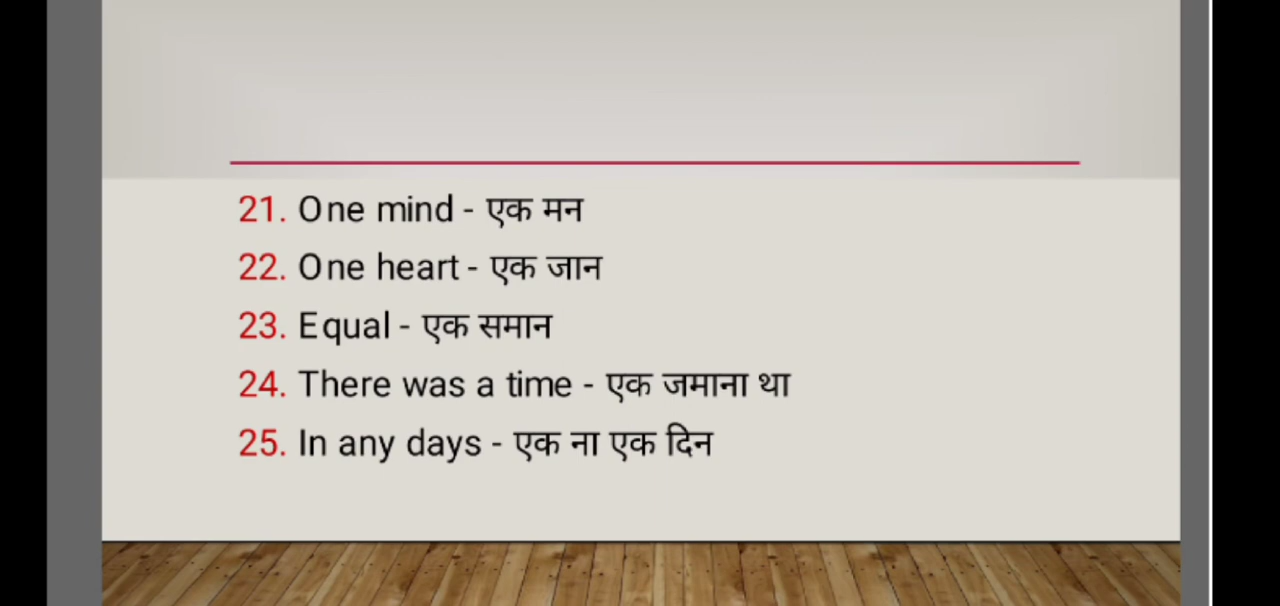 21. One mind - एक मन
22. One heart - एक जान
23. Equal - एक समान
24. There was a time - एक जमाना था
25. In any days - एक ना एक दिन